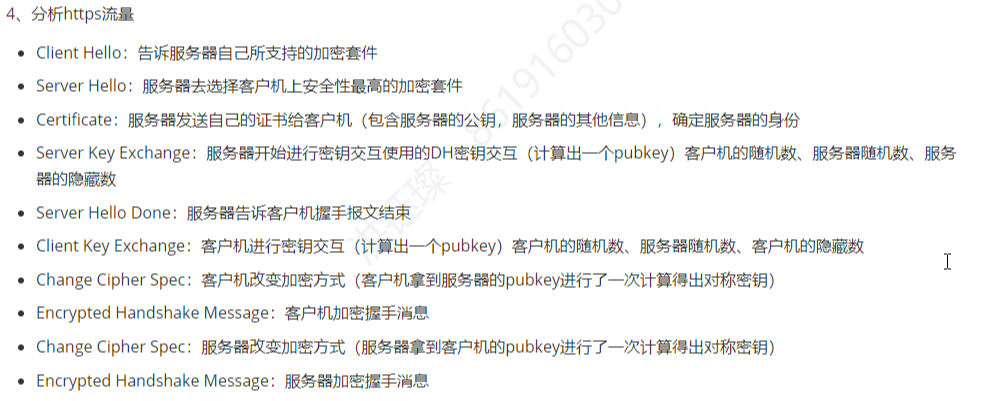 4、分析https流量
Client Hello：告诉服务器自己所支持的加密套件
Server Hello：服务器去选择客户机上安全性最高的加密套件
Certificate：服务器发送自己的证书给客户机（包含服务器的公钥，服务器的其他信息），确定服务器的身份
Server Key Exchange：服务器开始进行密钥交互使用的DH密钥交互（计算出一个pubkey）客户机的随机数、服务器随机数、服务
器的隐藏数
Server Hello Done：服务器告诉客户机握手报文结束
Client Key Exchange：客户机进行密钥交互（计算出一个pubkey）客户机的随机数、服务器随机数、客户机的隐藏数
Change Cipher Spec：客户机改变加密方式（客户机拿到服务器的pubkey进行了一次计算得出对称密钥）
Encrypted Handshake Message：客户机加密握手消息
Change Cipher Spec：服务器改变加密方式（服务器拿到客户机的pubkey进行了一次计算得出对称密钥）
Encrypted Handshake Message：服务器加密握手消息